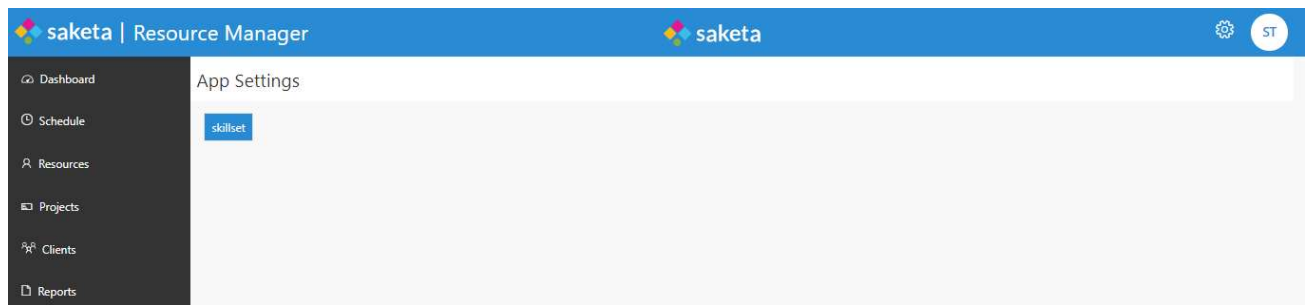 saketa | Resource Manager
saketa
ST
Dashboard
App Settings
Schedule
skillset
Resources
Projects
Clients
Reports